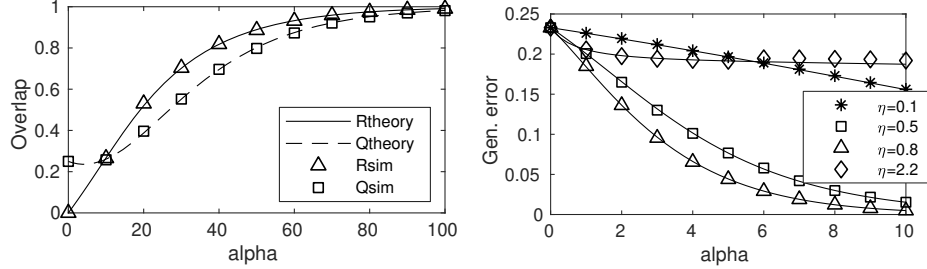 1
0.8
0.6
0.4
0.2
0
Overlap
0 20 40 60 80 100
alpha
Rtheory
Qtheory
Rsim
Qsim
0.25
0.2
0.15
0.1
0.05
0
Gen. error
0 2 4 6 8 10
alpha
η=0.1
η=0.5
η=0.8
η=2.2